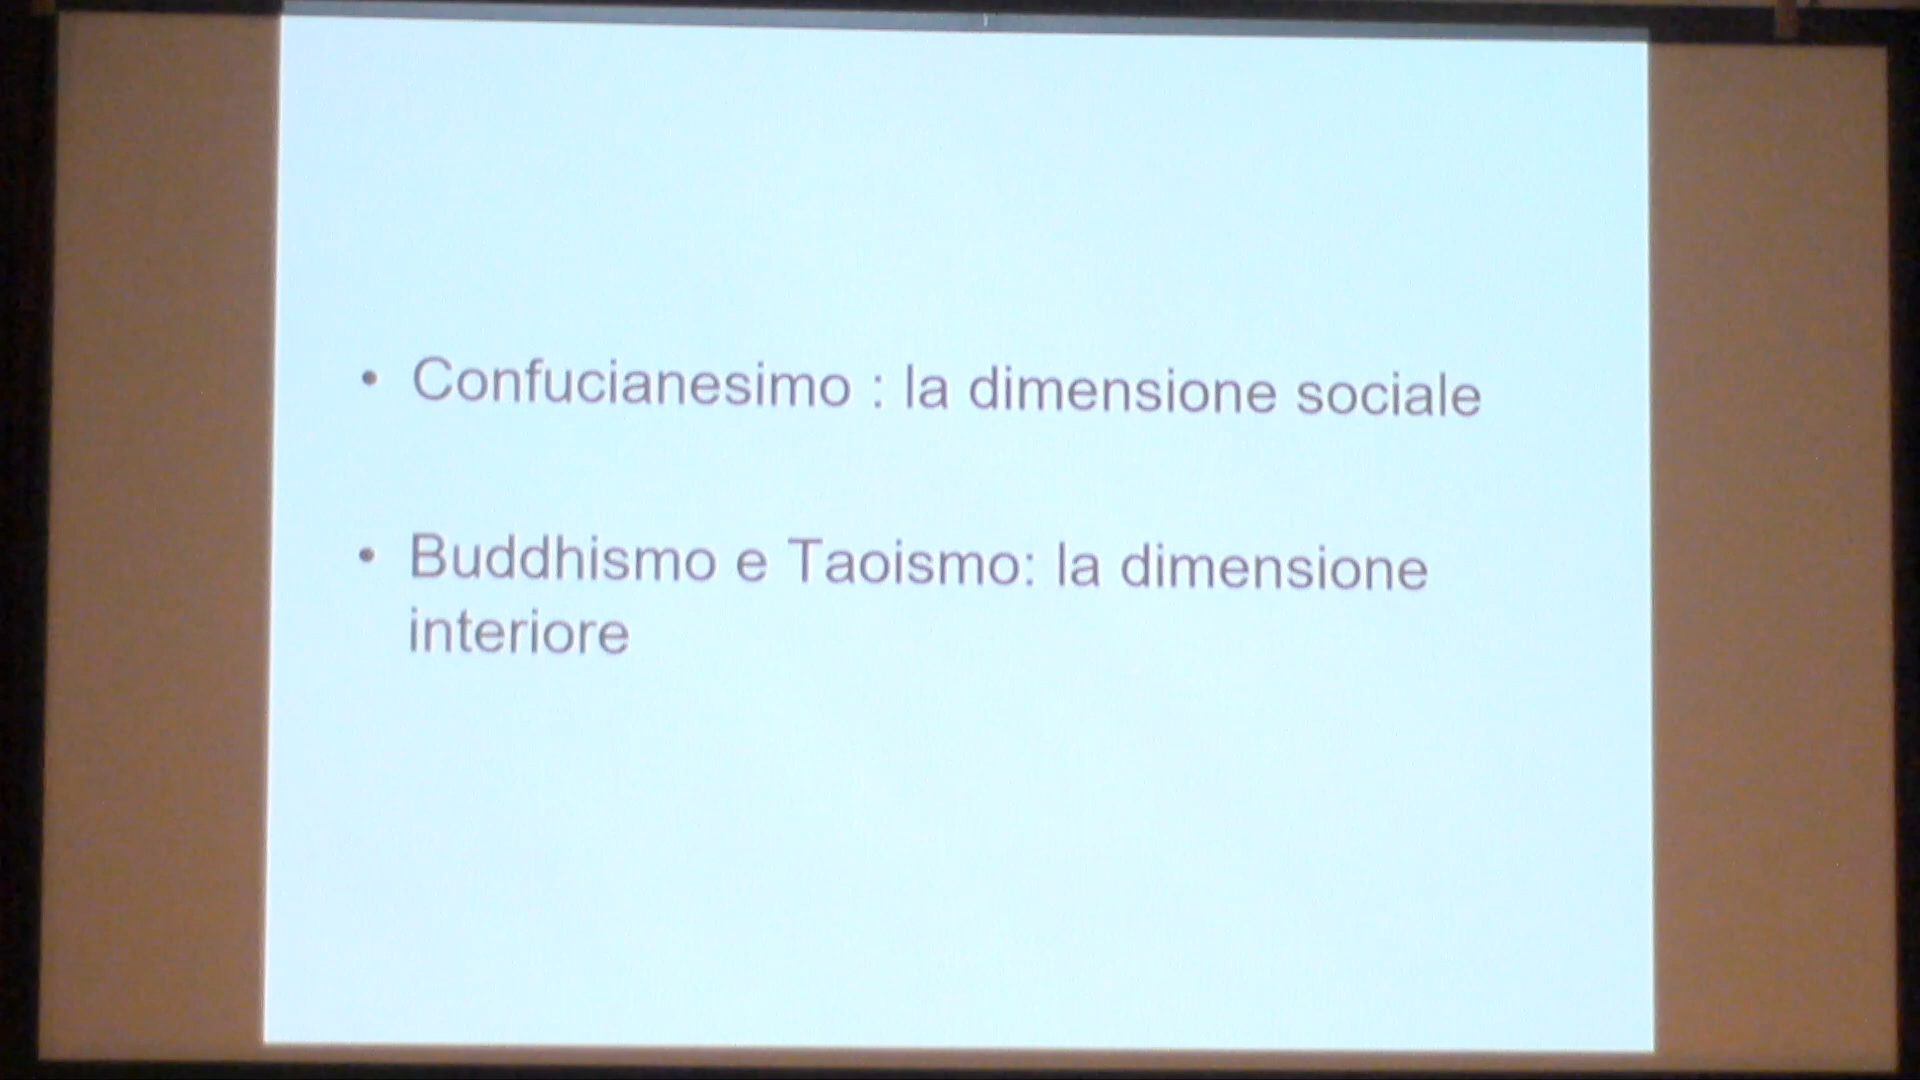 • Confucianesimo : la dimensione sociale
• Buddhismo e Taoismo: la dimensione
interiore